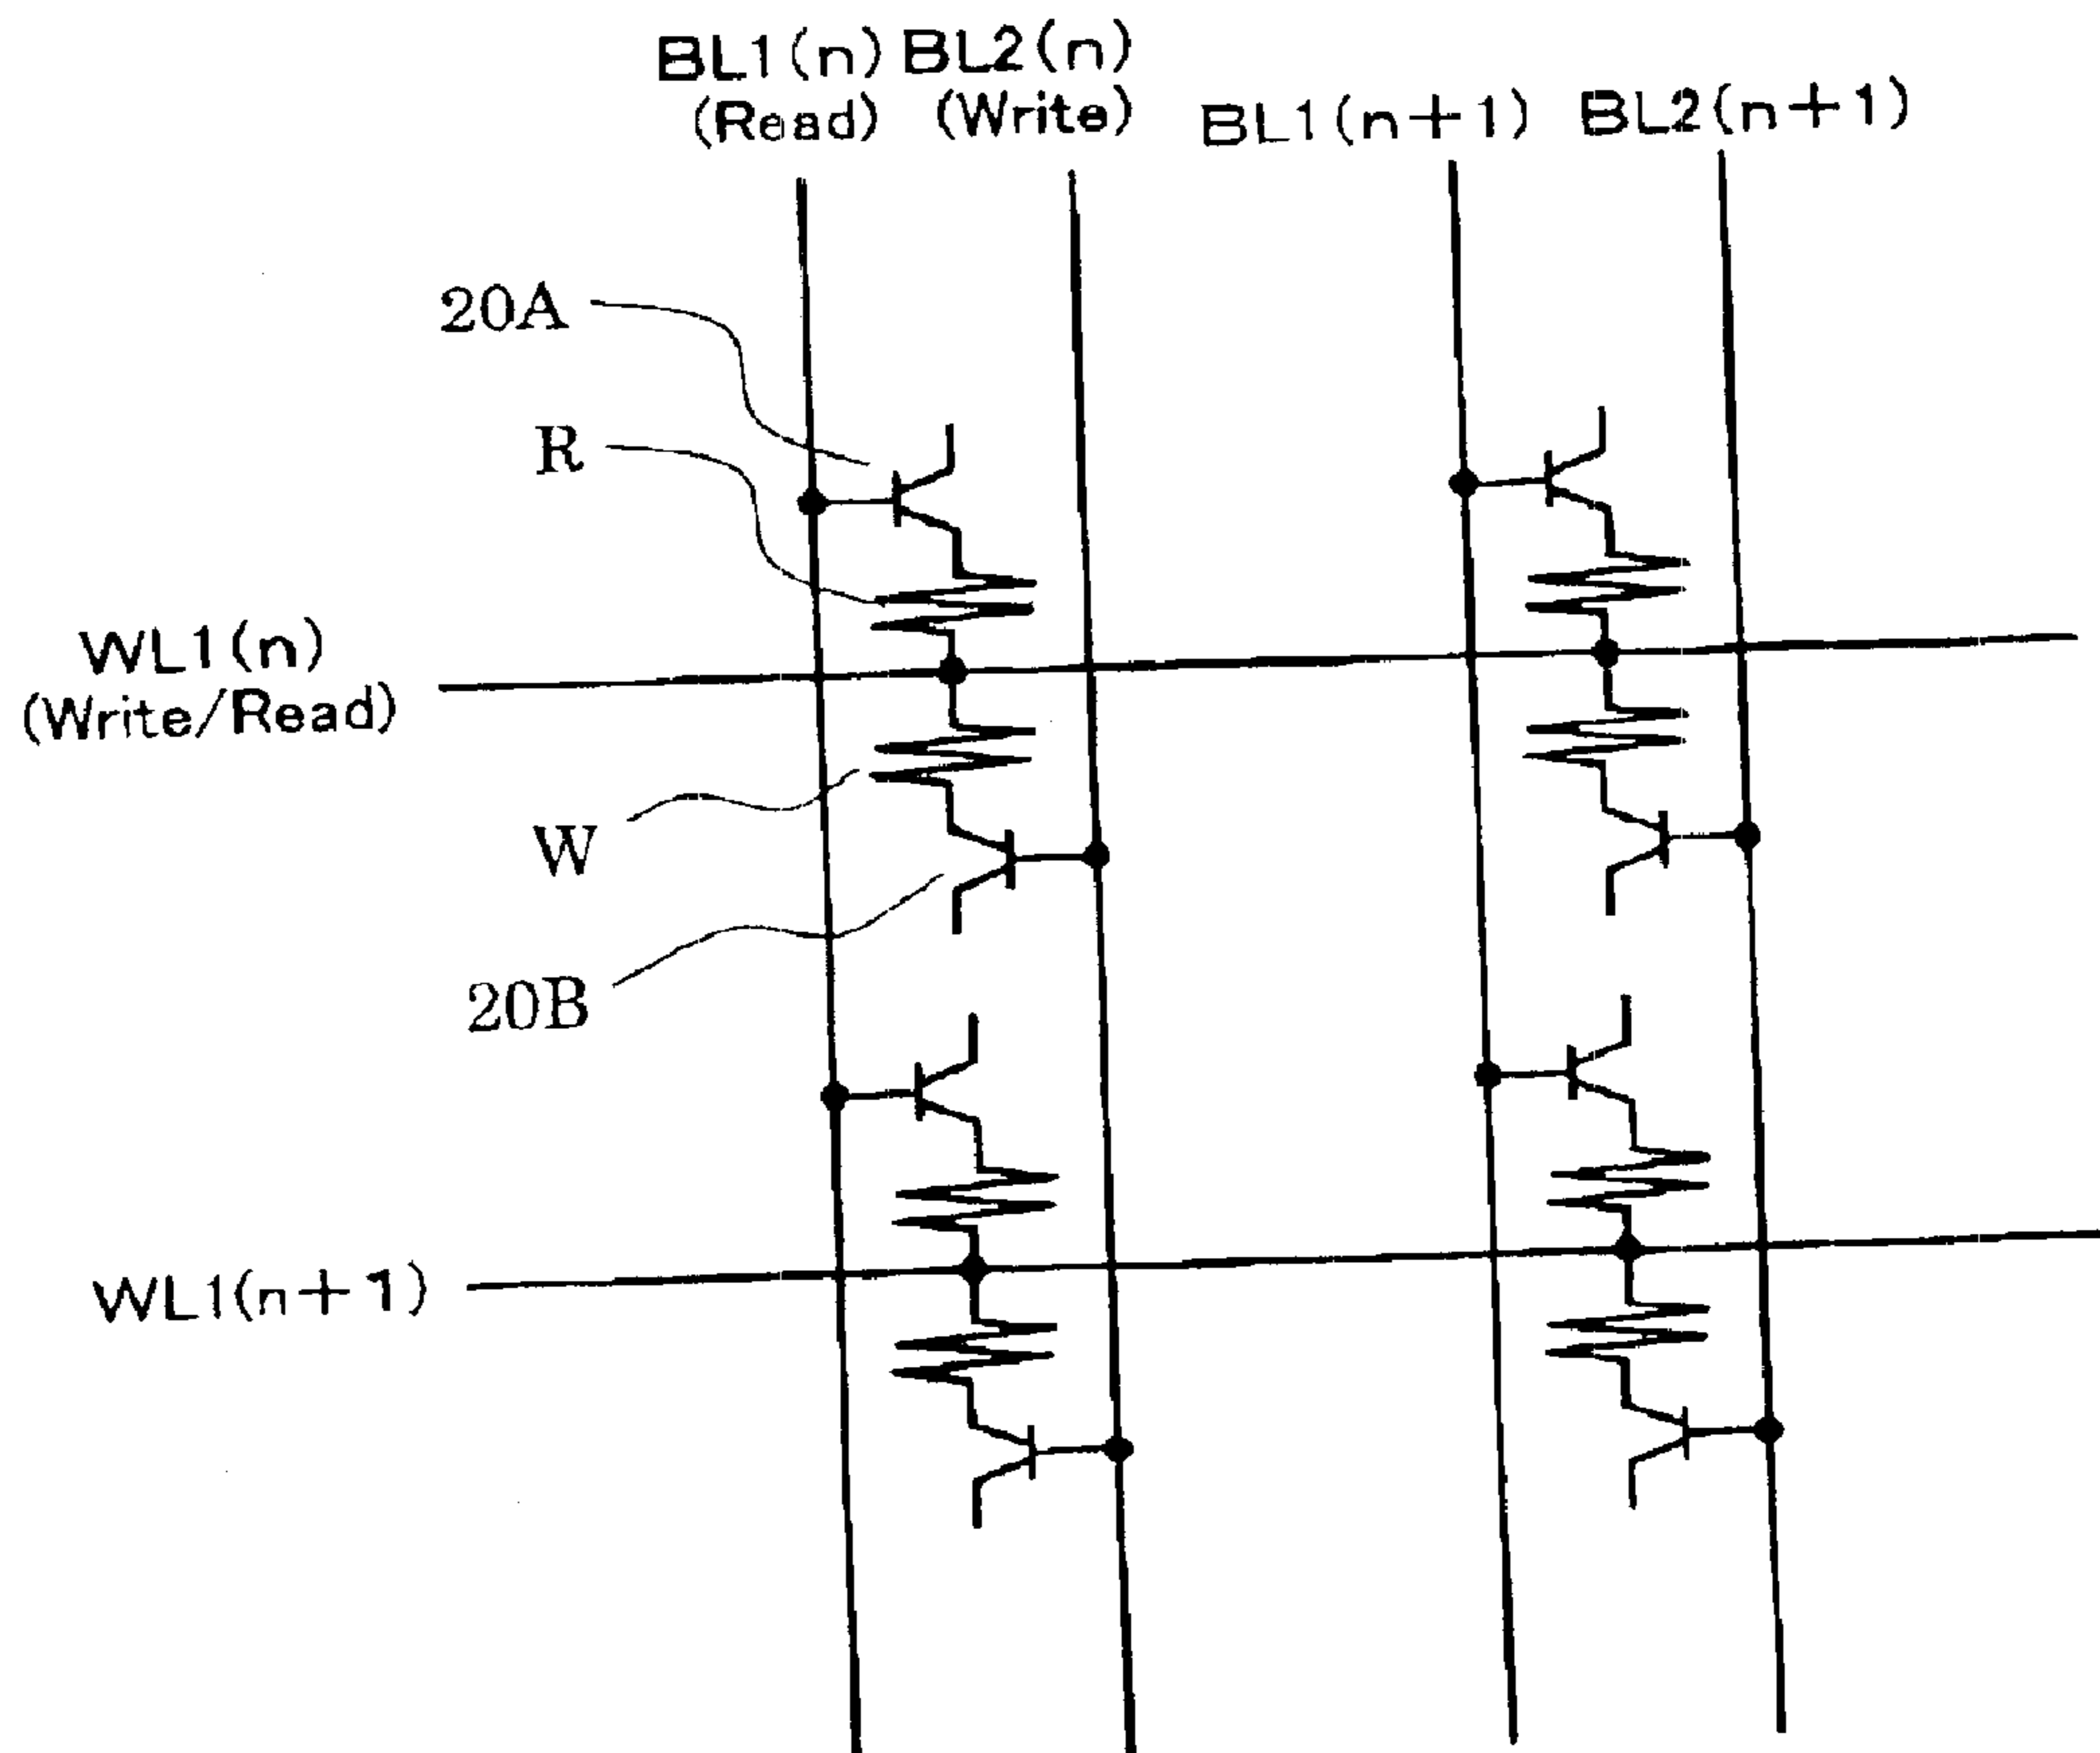 BL1(n) BL2(n)
(Read) (Write)
BL1(n+1) BL2(n+1)
20A
R
WL1(n)
(Write/Read)
W
20B
WL1(n+1)